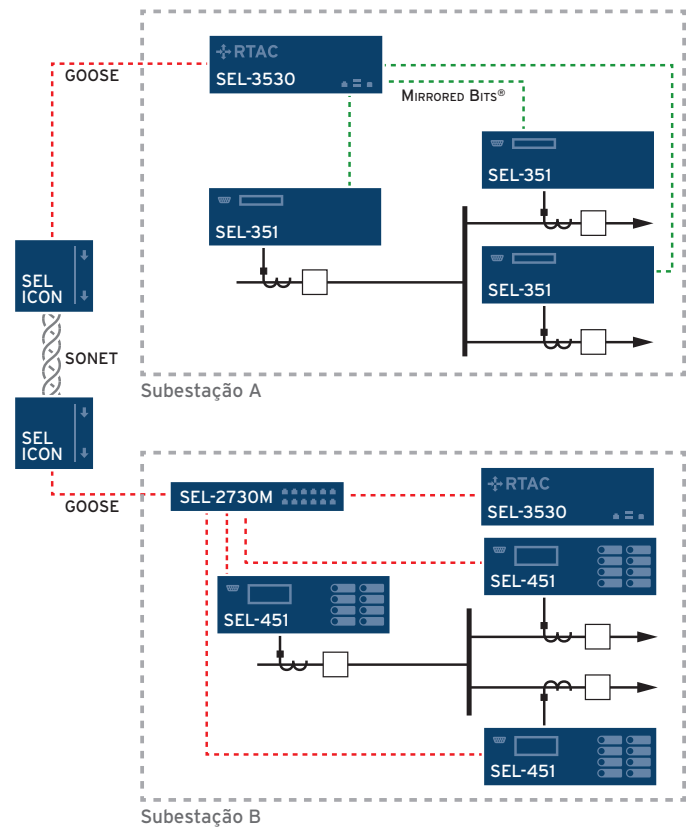 RTAC
SEL-3530
GOOSE
MIRRORED BITS®
SEL-351
SEL-351
SEL-351
SEL
ICON
SONET
Subestação A
SEL
ICON
GOOSE
SEL-2730M
RTAC
SEL-3530
SEL-451
SEL-451
SEL-451
Subestação B